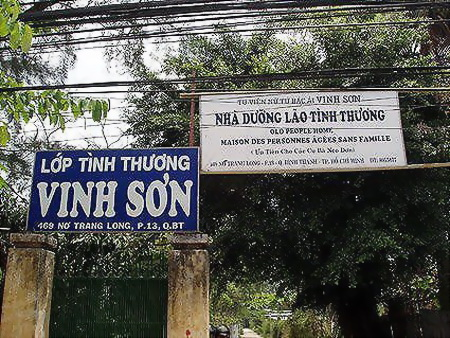 LỚP TÌNH THƯƠNG
VINH SƠN
469 NƠ TRANG LONG, P.13, Q.BT
TU VIỆN NỮ TỬ BÁC ÁI VINH SƠN
NHÀ DƯỠNG LÃO TÌNH THƯƠNG
OLD PEOPLE HOME
MAISON DES PERSONNES ÂGÉES SANS FAMILLE
(Ưu Tiên Cho Các Cụ Bà Neo Đơn)
469 NƠ TRANG LONG - P.13 - Q. BÌNH THẠNH - TP. HỒ CHÍ MINH ĐT: